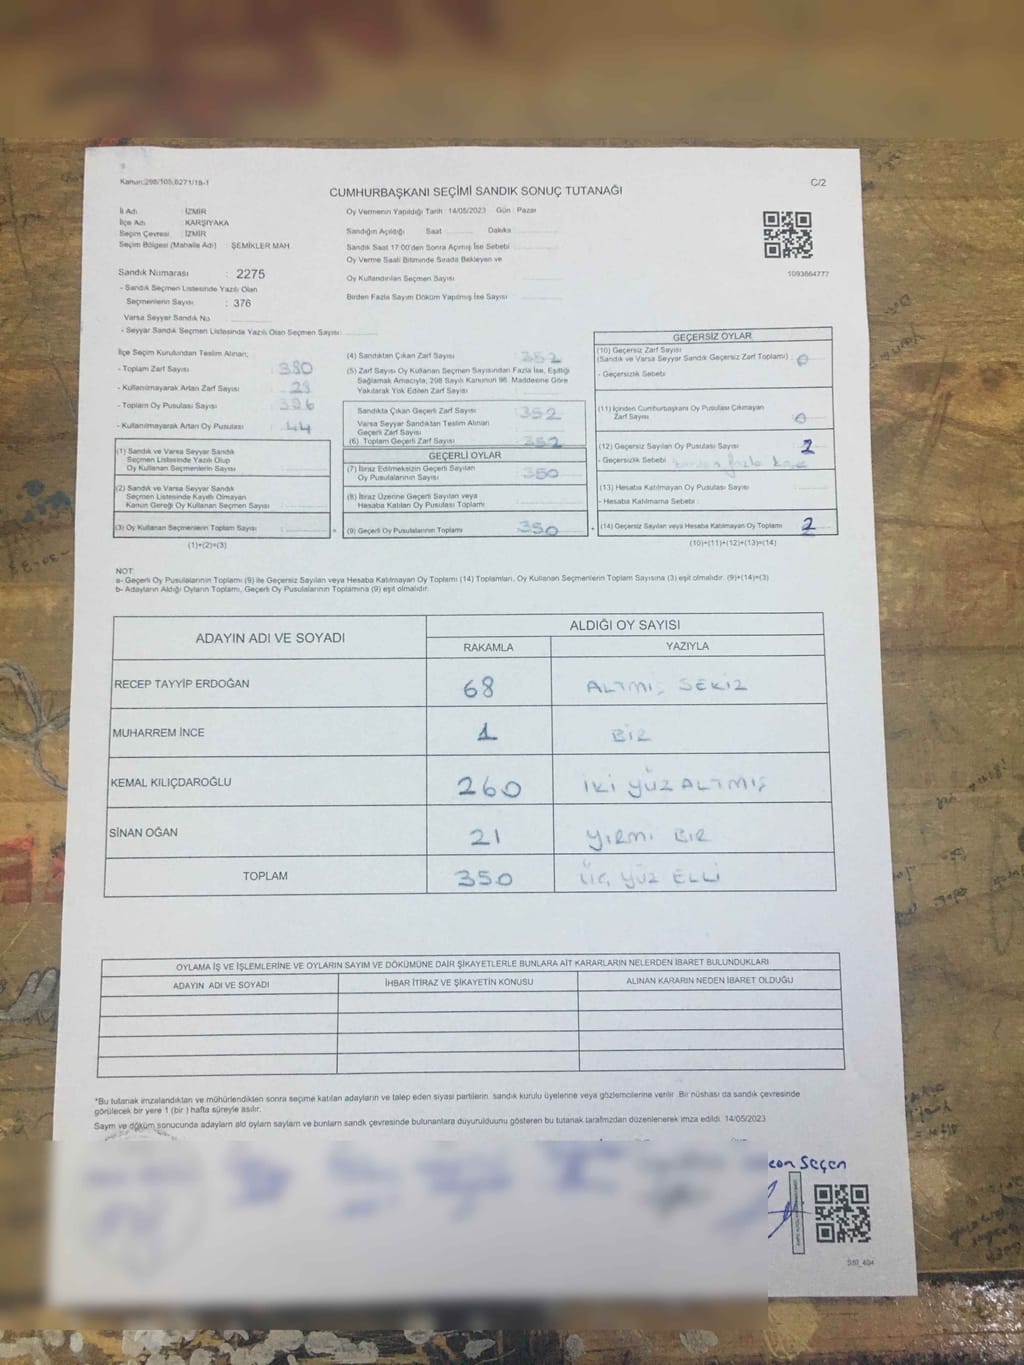 Kanun:298/105,6271/18-1
C/2
CUMHURBAŞKANI SEÇİMİ SANDIK SONUÇ TUTANAĞI
İl Adı : İZMİR
İlçe Adı : KARŞIYAKA
Seçim Çevresi : İZMİR
Seçim Bölgesi (Mahalle Adı) : ŞEMİKLER MAH.
Sandık Numarası : 2275
- Sandık Seçmen Listesinde Yazılı Olan
Seçmenlerin Sayısı : 376
Varsa Seyyar Sandık No
- Seyyar Sandık Seçmen Listesinde Yazılı Olan Seçmen Sayısı:
Oy Vermenin Yapıldığı Tarih : 14/05/2023 Gün : Pazar
Sandığın Açıldığı Saat Dakika
Sandık Saat 17:00'den Sonra Açılmış İse Sebebi
Oy Verme Saati Bitiminde Sırada Bekleyen ve
Oy Kullandırılan Seçmen Sayısı
Birden Fazla Sayım Döküm Yapılmış İse Sayısı
1093864777
İlçe Seçim Kurulundan Teslim Alınan;
- Toplam Zarf Sayısı : 380
- Kullanılmayarak Artan Zarf Sayısı : 28
- Toplam Oy Pusulası Sayısı : 396
- Kullanılmayarak Artan Oy Pusulası : 44
(1) Sandık ve Varsa Seyyar Sandık
Seçmen Listesinde Yazılı Olup
Oy Kullanan Seçmenlerin Sayısı
(2) Sandık ve Varsa Seyyar Sandık
Seçmen Listesinde Kayıtlı Olmayan
Kanun Gereği Oy Kullanan Seçmen Sayısı
(3) Oy Kullanan Seçmenlerin Toplam Sayısı
(1)+(2)=(3)
(4) Sandıktan Çıkan Zarf Sayısı : 352
(5) Zarf Sayısı Oy Kullanan Seçmen Sayısından Fazla İse, Eşitliği
Sağlamak Amacıyla; 298 Sayılı Kanunun 98. Maddesine Göre
Yakılarak Yok Edilen Zarf Sayısı
Sandıkta Çıkan Geçerli Zarf Sayısı : 352
Varsa Seyyar Sandıktan Teslim Alınan
Geçerli Zarf Sayısı
(6) Toplam Geçerli Zarf Sayısı : 352
GEÇERLİ OYLAR
(7) İtiraz Edilmeksizin Geçerli Sayılan
Oy Pusulalarının Sayısı : 350
(8) İtiraz Üzerine Geçerli Sayılan veya
Hesaba Katılan Oy Pusulası Toplamı
(9) Geçerli Oy Pusulalarının Toplamı : 350
GEÇERSİZ OYLAR
(10) Geçersiz Zarf Sayısı
(Sandık ve Varsa Seyyar Sandık Geçersiz Zarf Toplamı) : 0
- Geçersizlik Sebebi
(11) İçinden Cumhurbaşkanı Oy Pusulası Çıkmayan
Zarf Sayısı : 0
(12) Geçersiz Sayılan Oy Pusulası Sayısı : 2
- Geçersizlik Sebebi : birden fazla kaşe
(13) Hesaba Katılmayan Oy Pusulası Sayısı
- Hesaba Katılmama Sebebi
(14) Geçersiz Sayılan veya Hesaba Katılmayan Oy Toplamı : 2
(10)+(11)+(12)+(13)=(14)
NOT:
a- Geçerli Oy Pusulalarının Toplamı (9) ile Geçersiz Sayılan veya Hesaba Katılmayan Oy Toplamı (14) Toplamları, Oy Kullanan Seçmenlerin Toplam Sayısına (3) eşit olmalıdır. (9)+(14)=(3)
b- Adayların Aldığı Oyların Toplamı, Geçerli Oy Pusulalarının Toplamına (9) eşit olmalıdır.
ADAYIN ADI VE SOYADI
ALDIĞI OY SAYISI
RAKAMLA YAZIYLA
RECEP TAYYİP ERDOĞAN 68 ALTMIŞ SEKİZ
MUHARREM İNCE 1 BİR
KEMAL KILIÇDAROĞLU 260 İKİ YÜZ ALTMIŞ
SİNAN OĞAN 21 YIRMI BIR
TOPLAM 350 ÜÇ YÜZ ELLİ
OYLAMA İŞ VE İŞLEMLERİNE VE OYLARIN SAYIM VE DÖKÜMÜNE DAİR ŞİKAYETLERLE BUNLARA AİT KARARLARIN NELERDEN İBARET BULUNDUKLARI
ADAYIN ADI VE SOYADI İHBAR İTİRAZ VE ŞİKAYETİN KONUSU ALINAN KARARIN NEDEN İBARET OLDUĞU
*Bu tutanak imzalandıktan ve mühürlendikten sonra seçime katılan adayların ve talep eden siyasi partilerin sandık kurulu üyelerine veya gözlemcilerine verilir. Bir nüshası da sandık çevresinde
görülecek bir yere 1 (bir ) hafta süreyle asılır.
Sayım ve döküm sonucunda adayların aldı oyların sayıları ve bunların sandık çevresinde bulunanlara duyurulduunu gösteren bu tutanak tarafımızdan düzenlenerek imza edildi. 14/05/2023
can Seçen